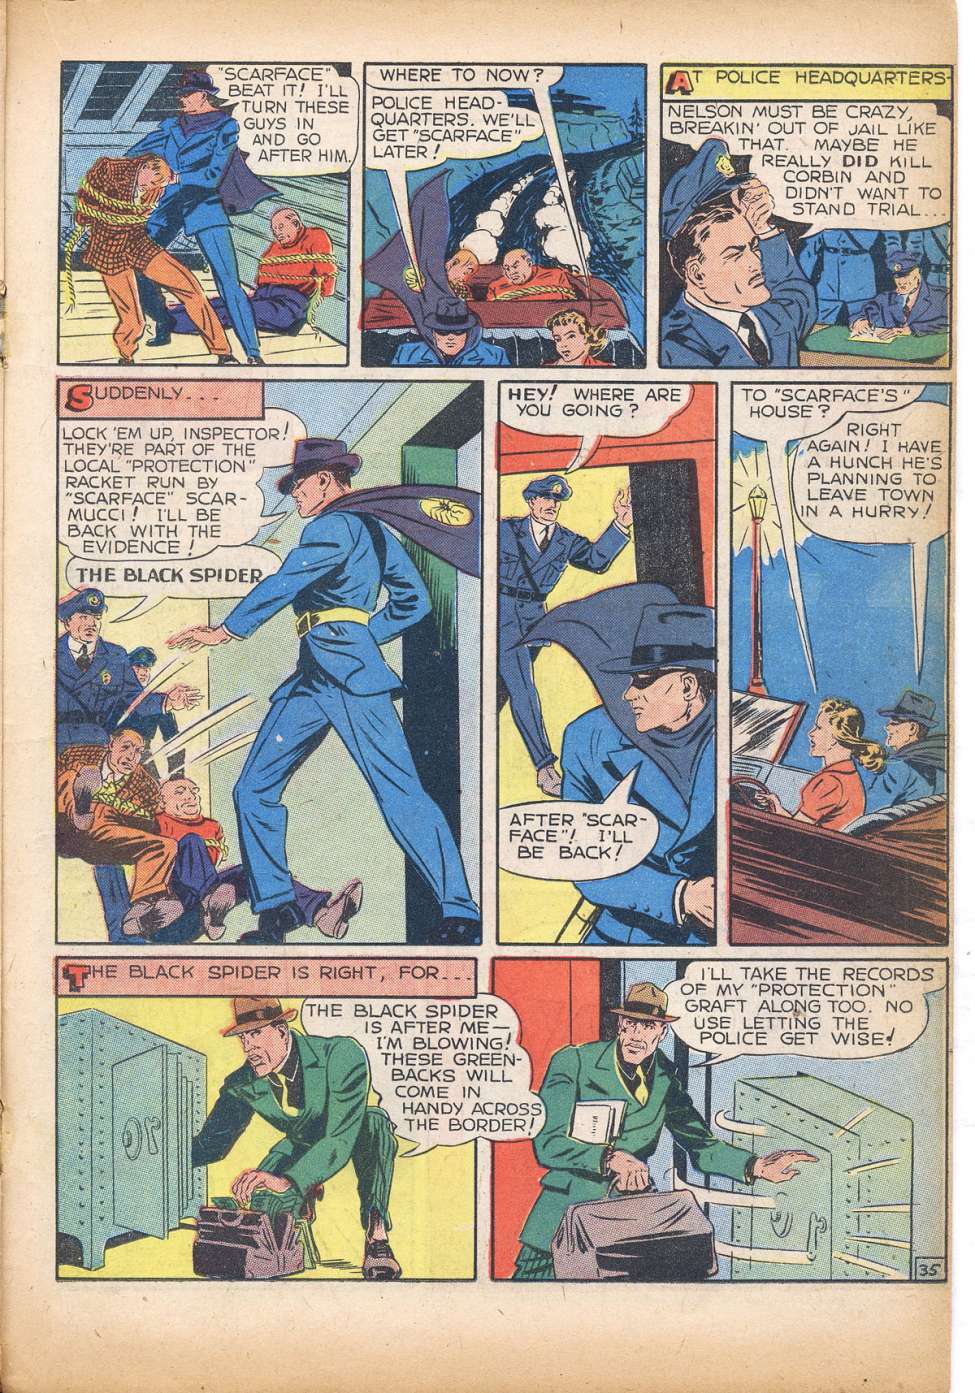 "SCARFACE"
BEAT IT! I'LL
TURN THESE
GUYS IN
AND GO
AFTER HIM.
WHERE TO NOW?
POLICE HEAD-
QUARTERS. WE'LL
GET "SCARFACE"
LATER!
AT POLICE HEADQUARTERS-
NELSON MUST BE CRAZY,
BREAKIN' OUT OF JAIL LIKE
THAT. MAYBE HE
REALLY DID KILL
CORBIN AND
DIDN'T WANT TO
STAND TRIAL...
SUDDENLY...
LOCK 'EM UP, INSPECTOR!
THEY'RE PART OF THE
LOCAL "PROTECTION"
RACKET RUN BY
"SCARFACE" SCAR-
MUCCI! I'LL BE
BACK WITH THE
EVIDENCE!
THE BLACK SPIDER
HEY! WHERE ARE
YOU GOING?
AFTER "SCAR-
FACE"! I'LL
BE BACK!
TO "SCARFACE'S"
HOUSE?
RIGHT
AGAIN! I HAVE
A HUNCH HE'S
PLANNING TO
LEAVE TOWN
IN A HURRY!
THE BLACK SPIDER IS RIGHT, FOR...
THE BLACK SPIDER
IS AFTER ME—
I'M BLOWING!
THESE GREEN-
BACKS WILL
COME IN
HANDY ACROSS
THE BORDER!
I'LL TAKE THE RECORDS
OF MY "PROTECTION"
GRAFT ALONG TOO. NO
USE LETTING THE
POLICE GET WISE!
35